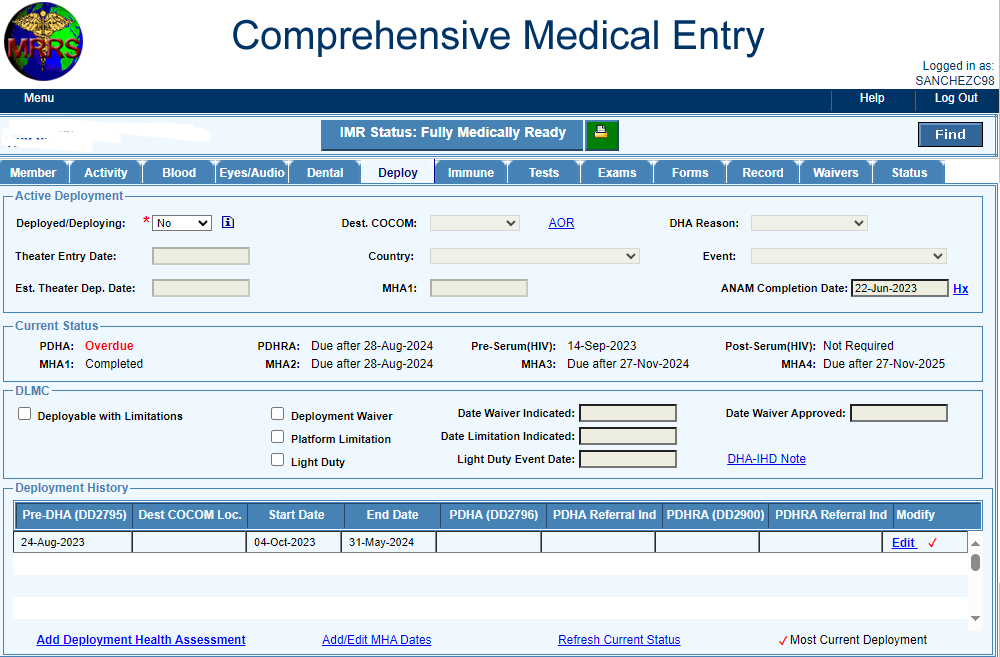 MRRS
Comprehensive Medical Entry
Logged in as:
SANCHEZC98
Menu Help Log Out
IMR Status: Fully Medically Ready Find
Member Activity Blood Eyes/Audio Dental Deploy Immune Tests Exams Forms Record Waivers Status
Active Deployment
Deployed/Deploying: * No Dest. COCOM: AOR DHA Reason:
Theater Entry Date: Country: Event:
Est. Theater Dep. Date: MHA1: ANAM Completion Date: 22-Jun-2023 Hx
Current Status
PDHA: Overdue PDHRA: Due after 28-Aug-2024 Pre-Serum(HIV): 14-Sep-2023 Post-Serum(HIV): Not Required
MHA1: Completed MHA2: Due after 28-Aug-2024 MHA3: Due after 27-Nov-2024 MHA4: Due after 27-Nov-2025
DLMC
Deployable with Limitations Deployment Waiver Date Waiver Indicated: Date Waiver Approved:
Platform Limitation Date Limitation Indicated:
Light Duty Light Duty Event Date: DHA-IHD Note
Deployment History
Pre-DHA (DD2795) Dest COCOM Loc. Start Date End Date PDHA (DD2796) PDHA Referral Ind PDHRA (DD2900) PDHRA Referral Ind Modify
24-Aug-2023 04-Oct-2023 31-May-2024 Edit ✓
Add Deployment Health Assessment Add/Edit MHA Dates Refresh Current Status ✓ Most Current Deployment